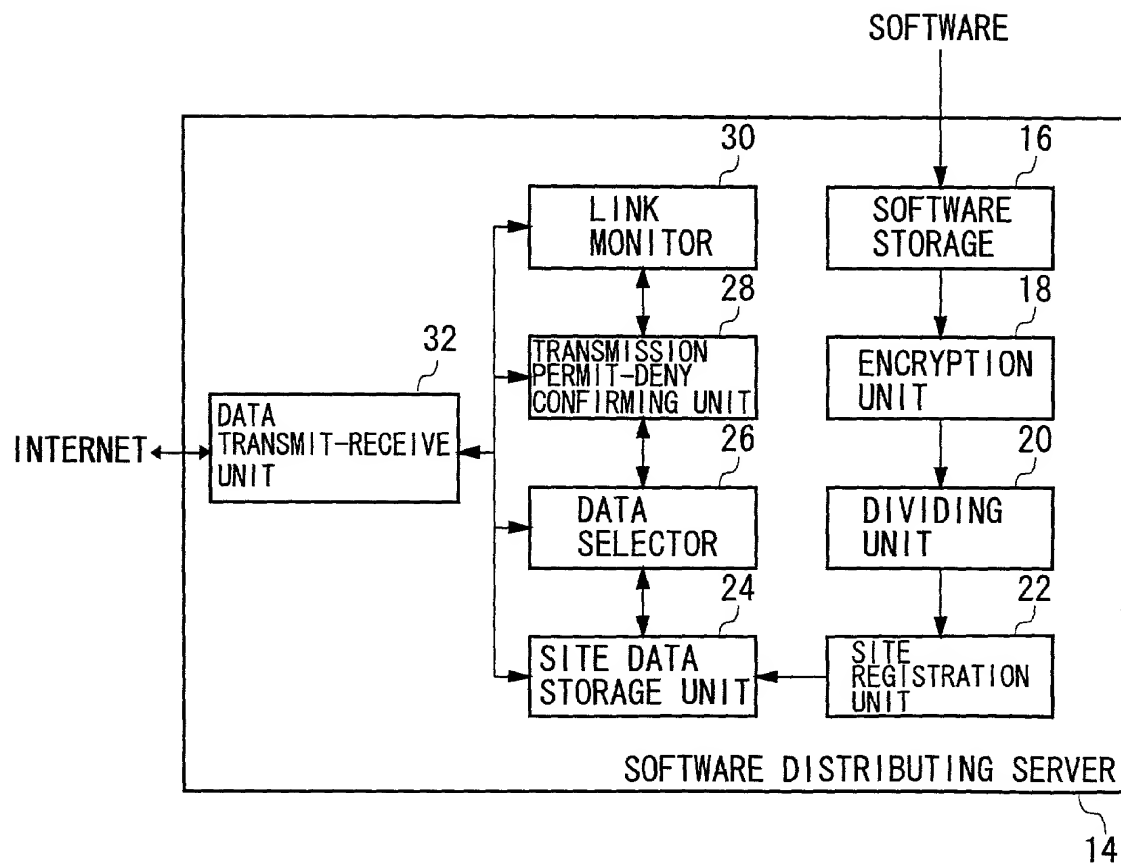 SOFTWARE
30
16
LINK
MONITOR
SOFTWARE
STORAGE
28
18
32
TRANSMISSION
PERMIT-DENY
CONFIRMING UNIT
ENCRYPTION
UNIT
DATA
TRANSMIT-RECEIVE
UNIT
INTERNET
26
20
DATA
SELECTOR
DIVIDING
UNIT
24
22
SITE DATA
STORAGE UNIT
SITE
REGISTRATION
UNIT
SOFTWARE DISTRIBUTING SERVER
14